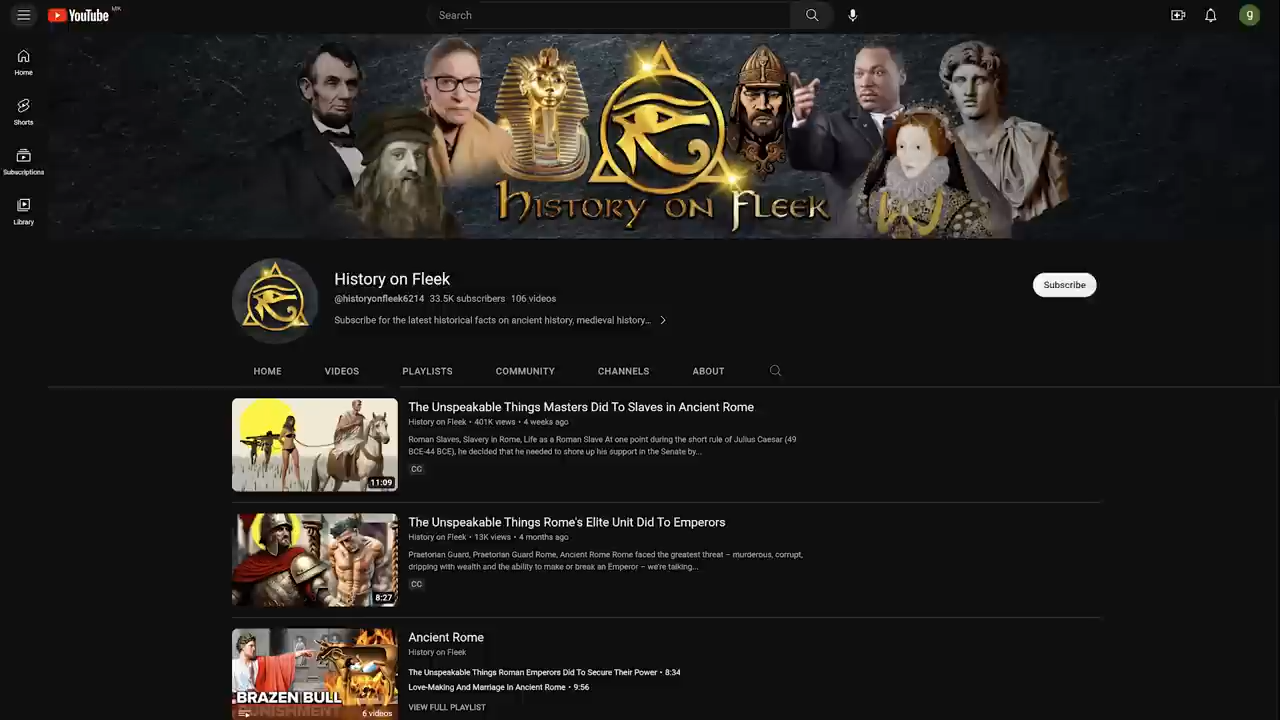 YouTube MK
Search
g
Home
Shorts
Subscriptions
Library
HISTORY ON FLEEK
History on Fleek
@historyonfleek6214 33.5K subscribers 106 videos
Subscribe
Subscribe for the latest historical facts on ancient history, medieval history...
HOME VIDEOS PLAYLISTS COMMUNITY CHANNELS ABOUT
The Unspeakable Things Masters Did To Slaves in Ancient Rome
History on Fleek • 401K views • 4 weeks ago
Roman Slaves, Slavery in Rome, Life as a Roman Slave At one point during the short rule of Julius Caesar (49
BCE-44 BCE), he decided that he needed to shore up his support in the Senate by...
CC
11:09
The Unspeakable Things Rome's Elite Unit Did To Emperors
History on Fleek • 13K views • 4 months ago
Praetorian Guard, Praetorian Guard Rome, Ancient Rome Rome faced the greatest threat – murderous, corrupt,
dripping with wealth and the ability to make or break an Emperor – we're talking...
CC
8:27
Ancient Rome
History on Fleek
The Unspeakable Things Roman Emperors Did To Secure Their Power • 8:34
Love-Making And Marriage In Ancient Rome • 9:56
VIEW FULL PLAYLIST
BRAZEN BULL
PUNISHMENT
6 videos